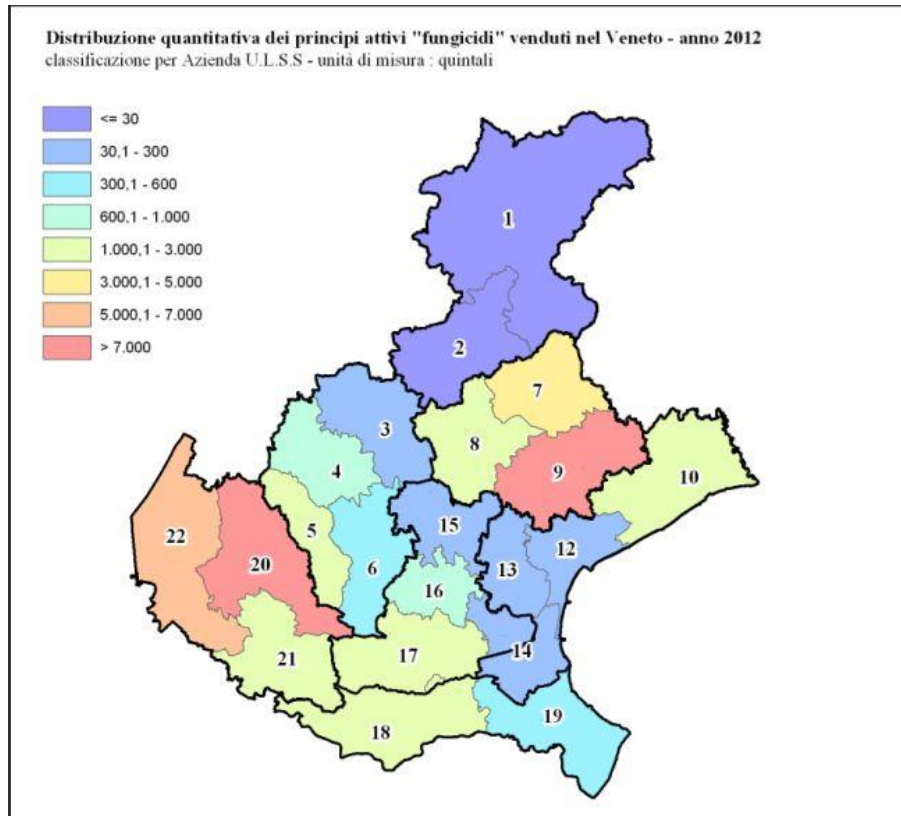 Distribuzione quantitativa dei principi attivi "fungicidi" venduti nel Veneto - anno 2012
classificazione per Azienda U.L.S.S - unità di misura : quintali
<= 30
30,1 - 300
300,1 - 600
600,1 - 1.000
1.000,1 - 3.000
3.000,1 - 5.000
5.000,1 - 7.000
> 7.000
1
2
7
3
8
4
9
10
15
5
22
12
20
6
13
16
14
17
21
19
18